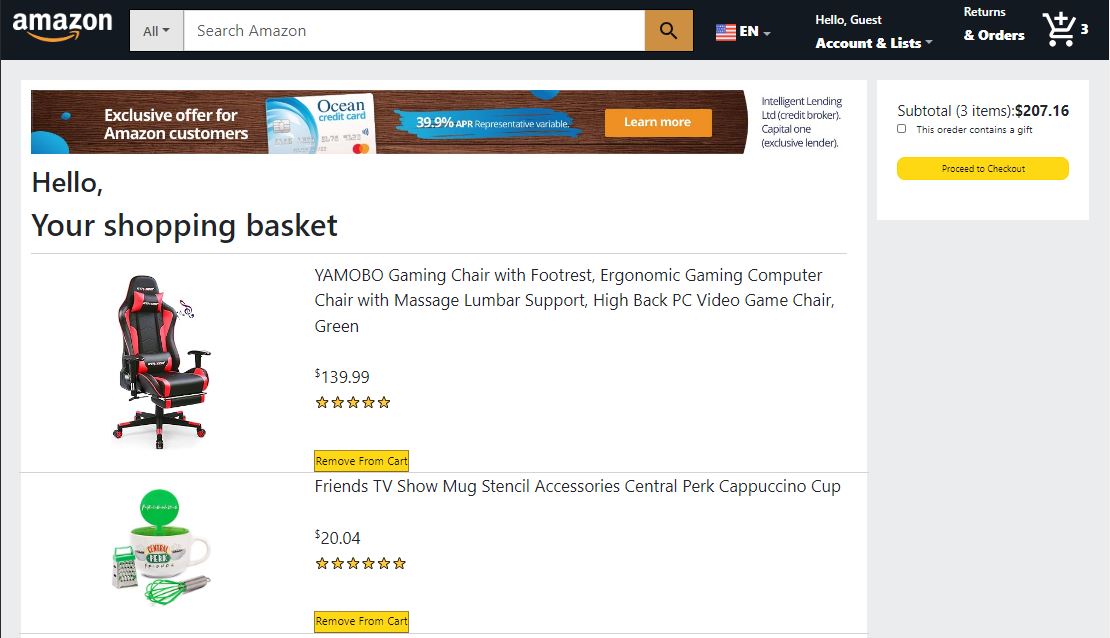 amazon
All
Search Amazon
EN
Hello, Guest
Account & Lists
Returns
& Orders
3
Exclusive offer for
Amazon customers
Ocean
credit card
39.9% APR Representative variable.
Learn more
Intelligent Lending
Ltd (credit broker).
Capital one
(exclusive lender).
Subtotal (3 items):$207.16
This oreder contains a gift
Proceed to Checkout
Hello,
Your shopping basket
YAMOBO Gaming Chair with Footrest, Ergonomic Gaming Computer
Chair with Massage Lumbar Support, High Back PC Video Game Chair,
Green
$139.99
Remove From Cart
Friends TV Show Mug Stencil Accessories Central Perk Cappuccino Cup
CENTRAL
PERK
$20.04
Remove From Cart